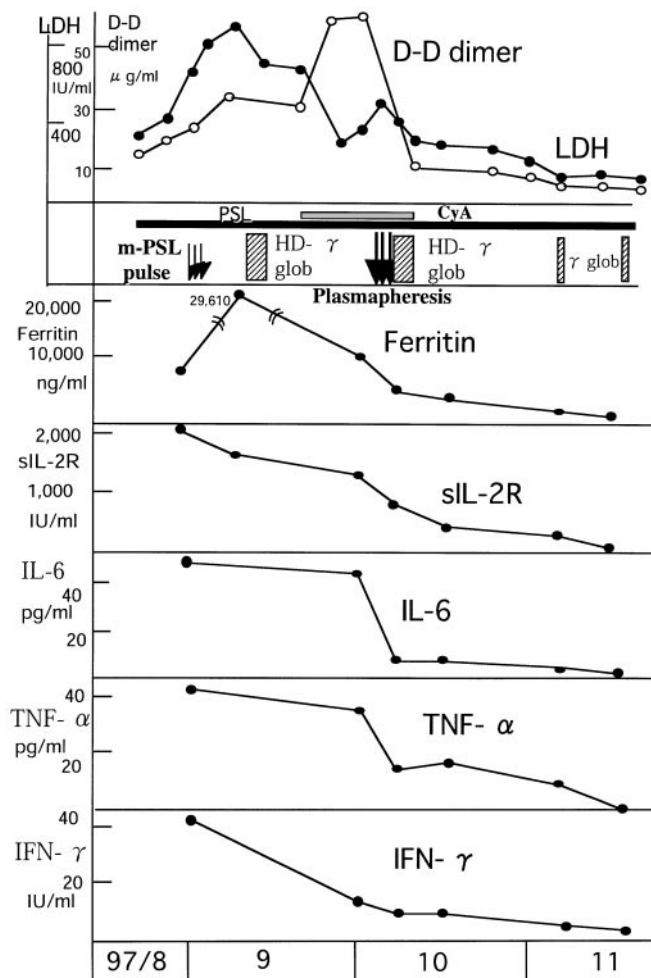 LDH D-D
dimer
50
800
IU/ml μ g/ml
30
400
10
D-D dimer
LDH
PSL CyA
m-PSL
pulse
HD- γ
glob
HD- γ
glob
γ glob
Plasmapheresis
20,000
29,610
Ferritin
10,000
ng/ml
Ferritin
2,000
sIL-2R
1,000
IU/ml
sIL-2R
IL-6
40
pg/ml
20
IL-6
40
TNF- α
pg/ml
20
TNF- α
40
IFN- γ
20
IU/ml
IFN- γ
97/8 9 10 11